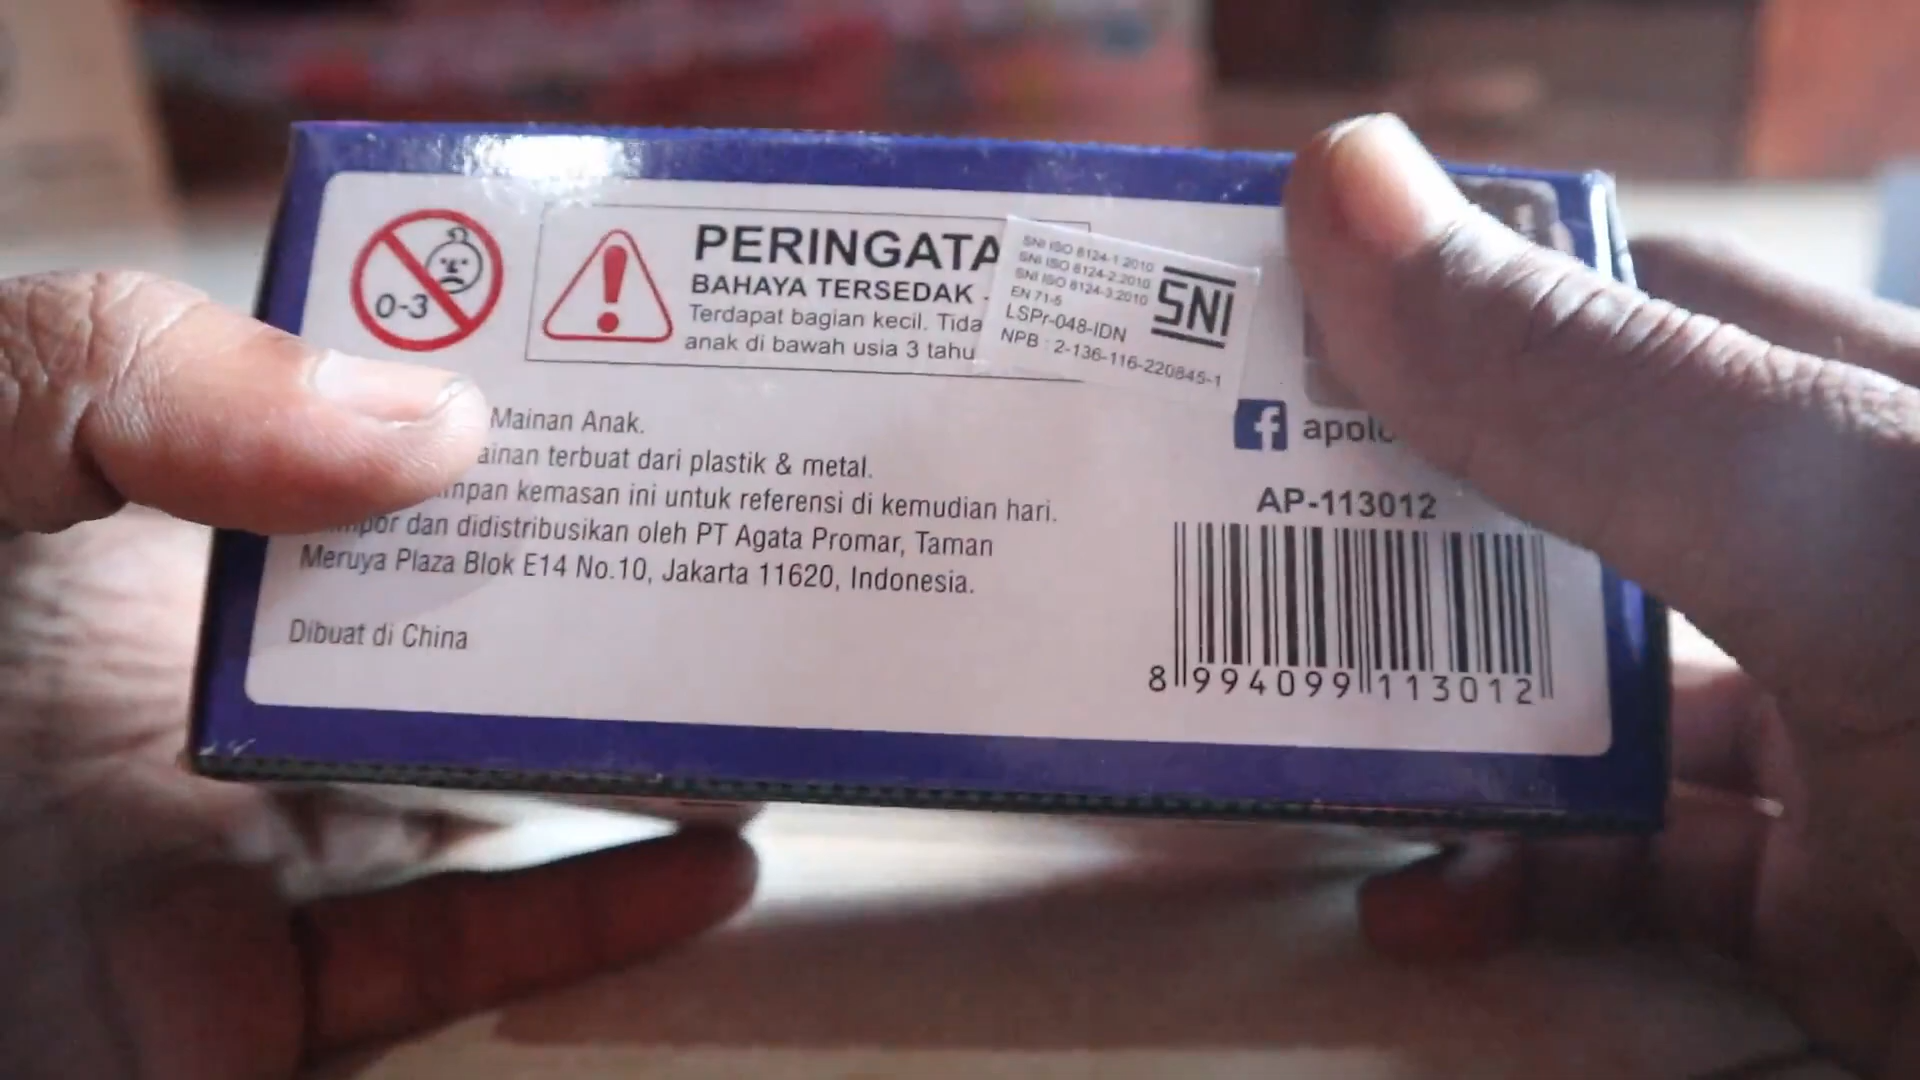 0-3
PERINGATA
BAHAYA TERSEDAK -
Terdapat bagian kecil. Tida
anak di bawah usia 3 tahu
SNI ISO 8124-1:2010
SNI ISO 8124-2:2010
SNI ISO 8124-3:2010
EN 71-5
LSPr-048-IDN
NPB : 2-136-116-220845-1
SNI
Mainan Anak.
ainan terbuat dari plastik & metal.
mpan kemasan ini untuk referensi di kemudian hari.
mpor dan didistribusikan oleh PT Agata Promar, Taman
Meruya Plaza Blok E14 No.10, Jakarta 11620, Indonesia.
Dibuat di China
f apolo
AP-113012
8 994099 113012